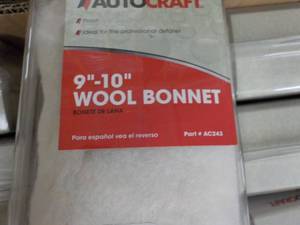 AUTOCRAFT
Ideal for the professional detailer
9"-10"
WOOL BONNET
BONETE DE LANA
Para español vea el reverso
Part # AC243